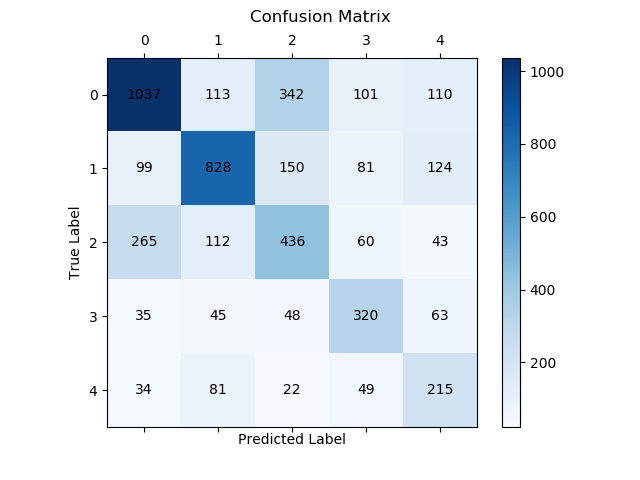 Confusion Matrix
0 1 2 3 4
0 1037 113 342 101 110
1 99 828 150 81 124
2 265 112 436 60 43
3 35 45 48 320 63
4 34 81 22 49 215
True Label
Predicted Label
1000
800
600
400
200